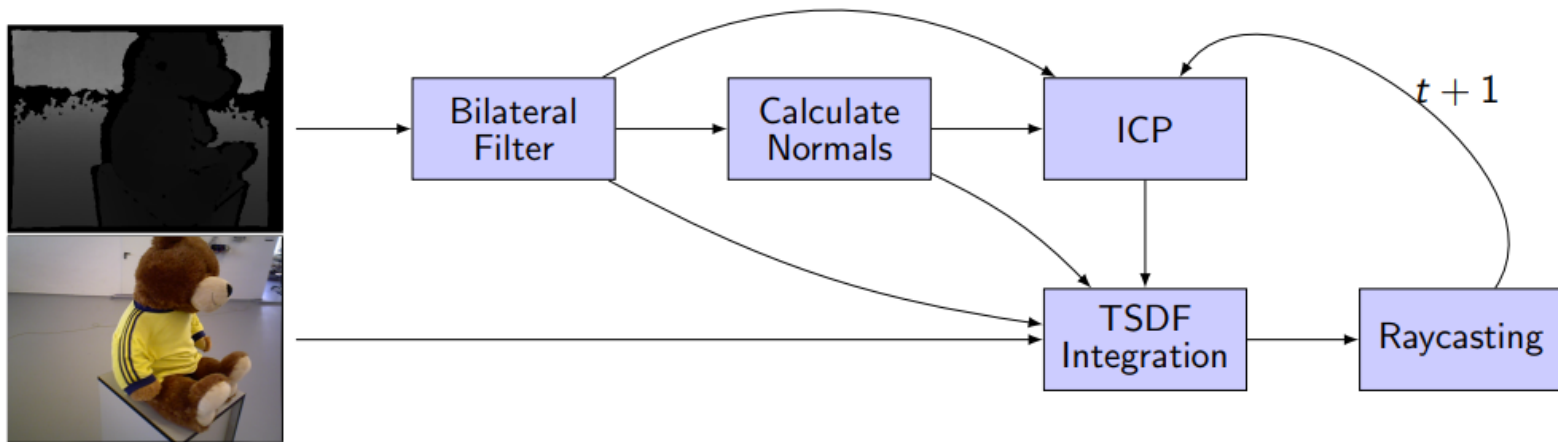 Bilateral
Filter
Calculate
Normals
ICP
t + 1
TSDF
Integration
Raycasting